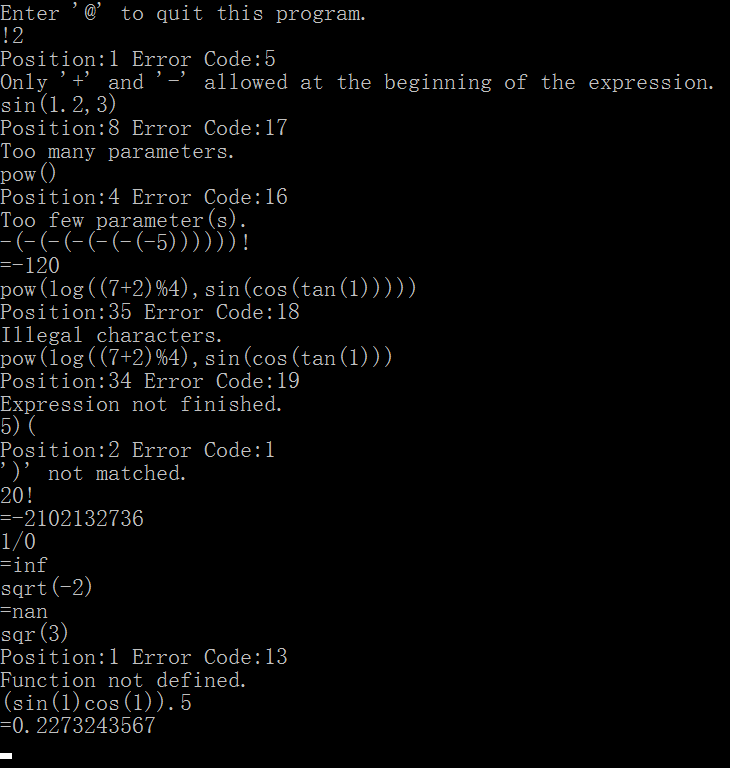 Enter '@' to quit this program.
!2
Position:1 Error Code:5
Only '+' and '-' allowed at the beginning of the expression.
sin(1.2,3)
Position:8 Error Code:17
Too many parameters.
pow()
Position:4 Error Code:16
Too few parameter(s).
-(-(-(-(-(-(-5))))))!
=-120
pow(log((7+2)%4),sin(cos(tan(1)))))
Position:35 Error Code:18
Illegal characters.
pow(log((7+2)%4),sin(cos(tan(1)))
Position:34 Error Code:19
Expression not finished.
5)(
Position:2 Error Code:1
')' not matched.
20!
=-2102132736
1/0
=inf
sqrt(-2)
=nan
sqr(3)
Position:1 Error Code:13
Function not defined.
(sin(1)cos(1)).5
=0.2273243567